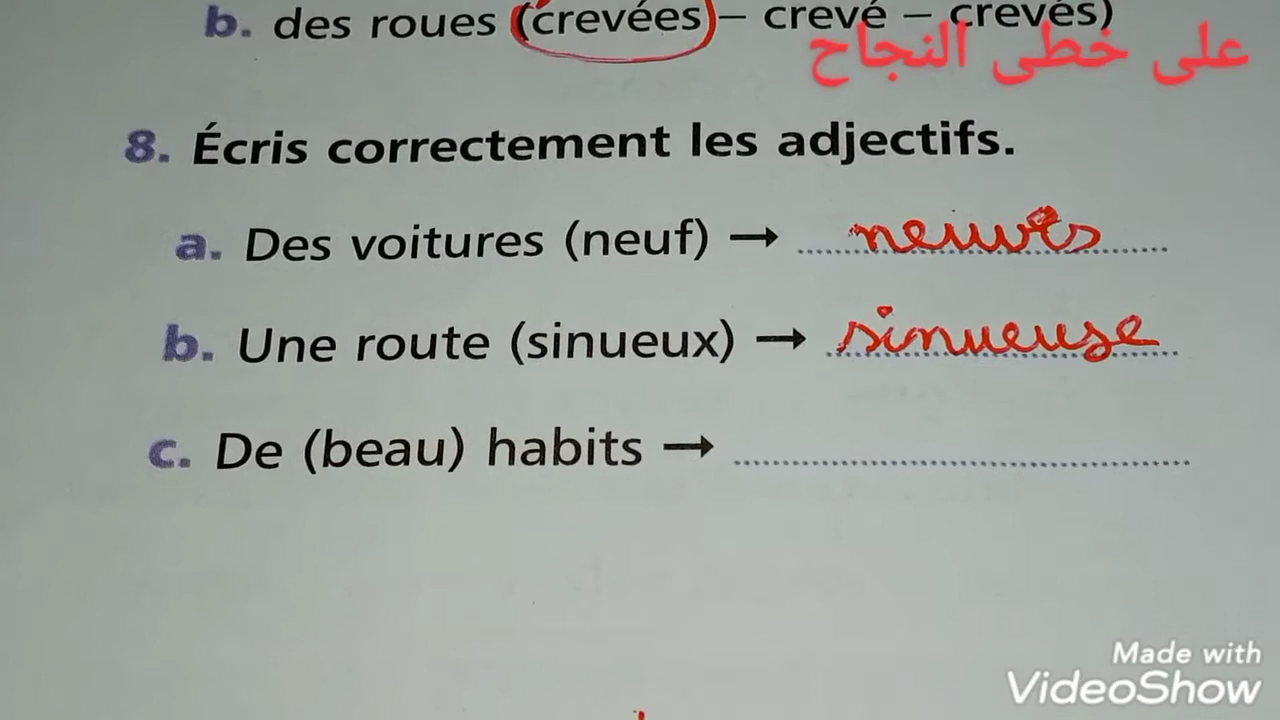 b. des roues (crevées – crevé – crevés)
على خطى النجاح
8. Écris correctement les adjectifs.
a. Des voitures (neuf) → neuves
b. Une route (sinueux) → sinueuse
c. De (beau) habits →
Made with
VideoShow